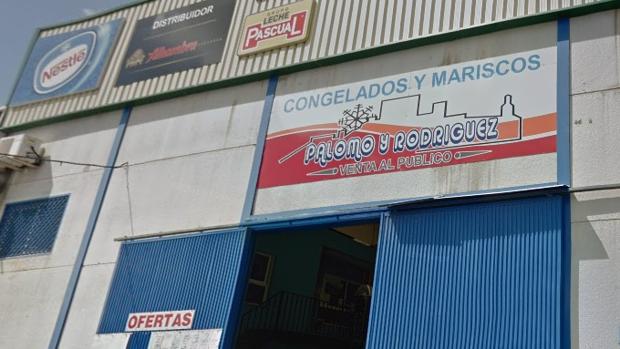 Nestlé
DISTRIBUIDOR
Alhambra
GRUPO
LECHE
PASCUAL
CONGELADOS Y MARISCOS
PALOMO Y RODRIGUEZ
VENTA AL PUBLICO
OFERTAS